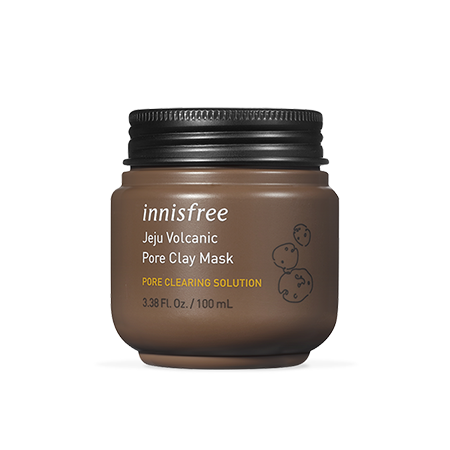 innisfree
Jeju Volcanic
Pore Clay Mask
PORE CLEARING SOLUTION
3.38 Fl. Oz. / 100 mL